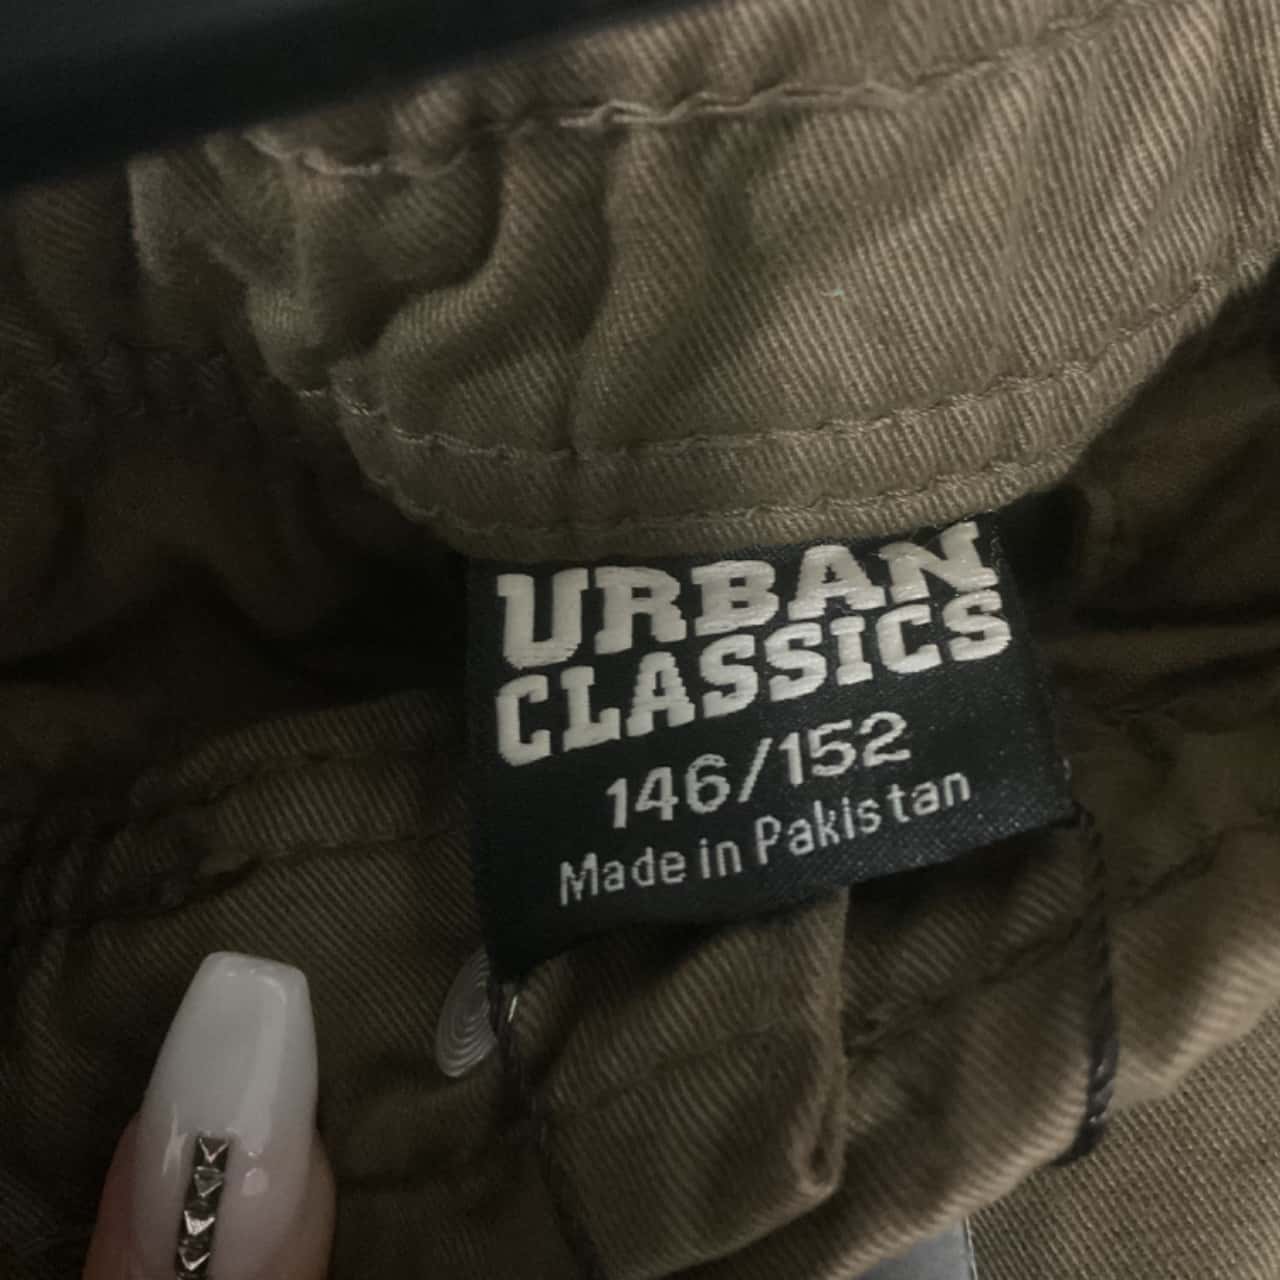 URBAN
CLASSICS
146/152
Made in Pakistan